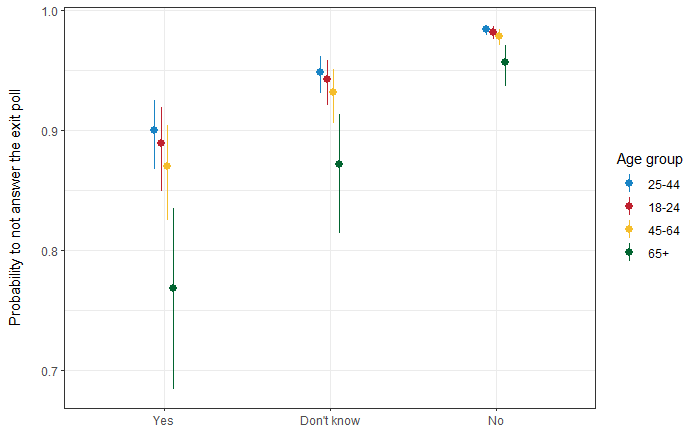 Probability to not answer the exit poll
1.0
0.9
0.8
0.7
Yes
Don't know
No
Age group
25-44
18-24
45-64
65+